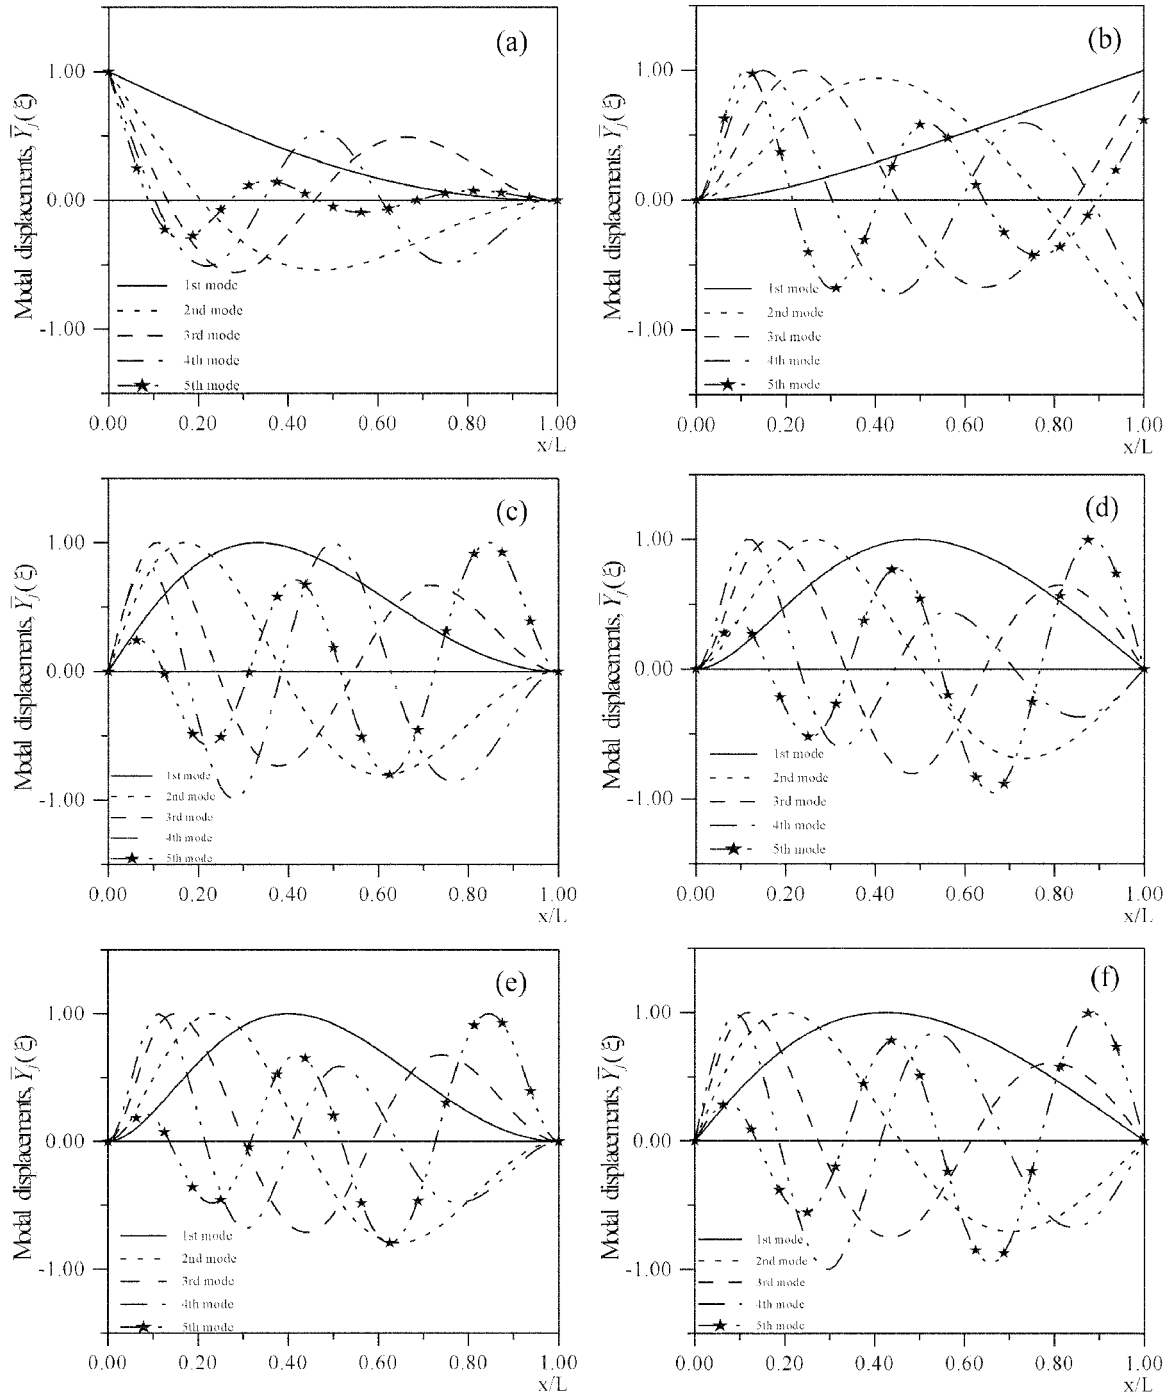 (a)
Modal displacements, Y̅j(ξ)
1.00
0.00
-1.00
1st mode
2nd mode
3rd mode
4th mode
5th mode
0.00 0.20 0.40 0.60 0.80 1.00
x/L
(b)
Modal displacements, Y̅j(ξ)
1.00
0.00
-1.00
1st mode
2nd mode
3rd mode
4th mode
5th mode
0.00 0.20 0.40 0.60 0.80 1.00
x/L
(c)
Modal displacements, Y̅j(ξ)
1.00
0.00
-1.00
1st mode
2nd mode
3rd mode
4th mode
5th mode
0.00 0.20 0.40 0.60 0.80 1.00
x/L
(d)
Modal displacements, Y̅j(ξ)
1.00
0.00
-1.00
1st mode
2nd mode
3rd mode
4th mode
5th mode
0.00 0.20 0.40 0.60 0.80 1.00
x/L
(e)
Modal displacements, Y̅j(ξ)
1.00
0.00
-1.00
1st mode
2nd mode
3rd mode
4th mode
5th mode
0.00 0.20 0.40 0.60 0.80 1.00
x/L
(f)
Modal displacements, Y̅j(ξ)
1.00
0.00
-1.00
1st mode
2nd mode
3rd mode
4th mode
5th mode
0.00 0.20 0.40 0.60 0.80 1.00
x/L